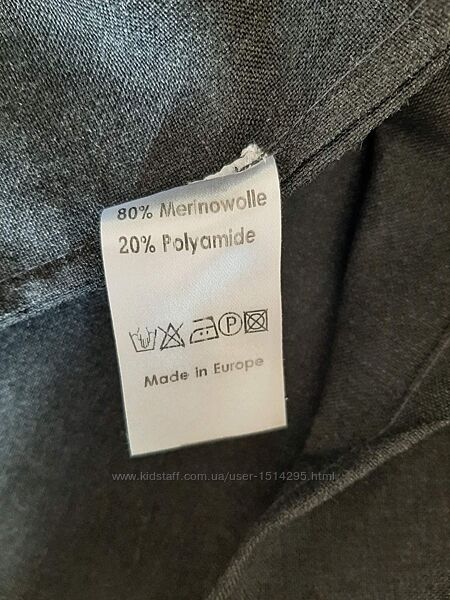 80% Merinowolle
20% Polyamide
P
Made in Europe
www.kidstaff.com.ua/user-1514295.html